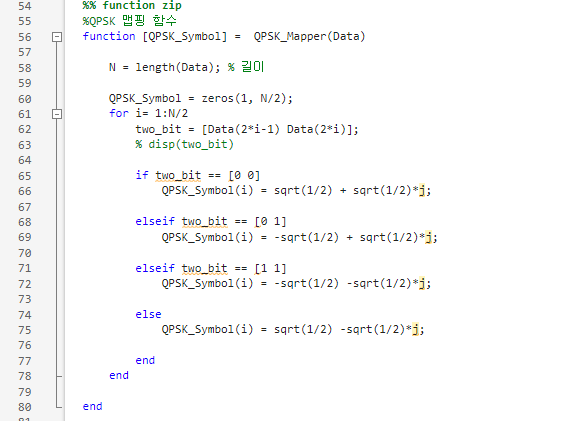 54 %% function zip
55 %QPSK 맵핑 함수
56 function [QPSK_Symbol] =  QPSK_Mapper(Data)
57
58 N = length(Data); % 길이
59
60 QPSK_Symbol = zeros(1, N/2);
61 for i= 1:N/2
62 two_bit = [Data(2*i-1) Data(2*i)];
63 % disp(two_bit)
64
65 if two_bit == [0 0]
66 QPSK_Symbol(i) = sqrt(1/2) + sqrt(1/2)*j;
67
68 elseif two_bit == [0 1]
69 QPSK_Symbol(i) = -sqrt(1/2) + sqrt(1/2)*j;
70
71 elseif two_bit == [1 1]
72 QPSK_Symbol(i) = -sqrt(1/2) -sqrt(1/2)*j;
73
74 else
75 QPSK_Symbol(i) = sqrt(1/2) -sqrt(1/2)*j;
76
77 end
78 end
79
80 end